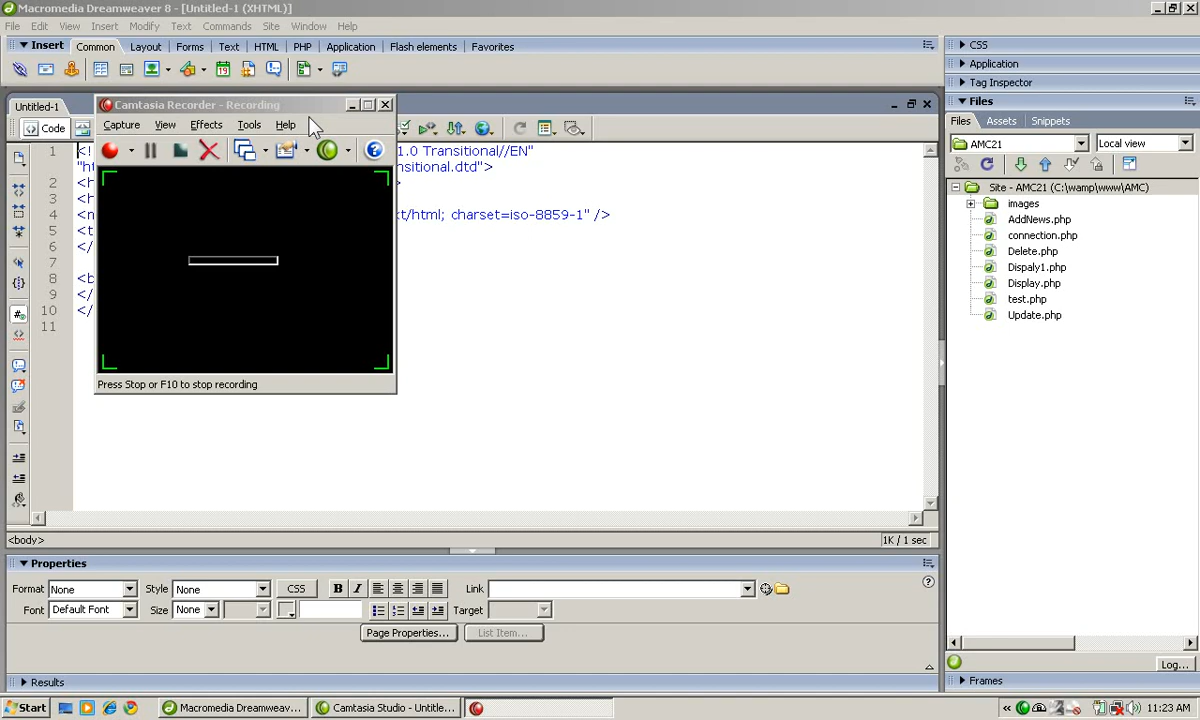 Macromedia Dreamweaver 8 - [Untitled-1 (XHTML)]
File Edit View Insert Modify Text Commands Site Window Help
Insert Common Layout Forms Text HTML PHP Application Flash elements Favorites
CSS
Application
Tag Inspector
Files
Files Assets Snippets
AMC21 Local view
Site - AMC21 (C:\wamp\www\AMC)
images
AddNews.php
connection.php
Delete.php
Dispaly1.php
Display.php
test.php
Update.php
Log...
Frames
Untitled-1
Code
Camtasia Recorder - Recording
Capture View Effects Tools Help
Press Stop or F10 to stop recording
1 <! 1.0 Transitional//EN"
"ht nsitional.dtd">
2 <h >
3 <h
4 <n xt/html; charset=iso-8859-1" />
5 <t
6 </
7
8 <b
9 </
10 </
11
<body> 1K / 1 sec
Properties
Format None Style None CSS B I Link
Font Default Font Size None Target
Page Properties... List Item...
Results
Start Macromedia Dreamweav... Camtasia Studio - Untitle... 11:23 AM